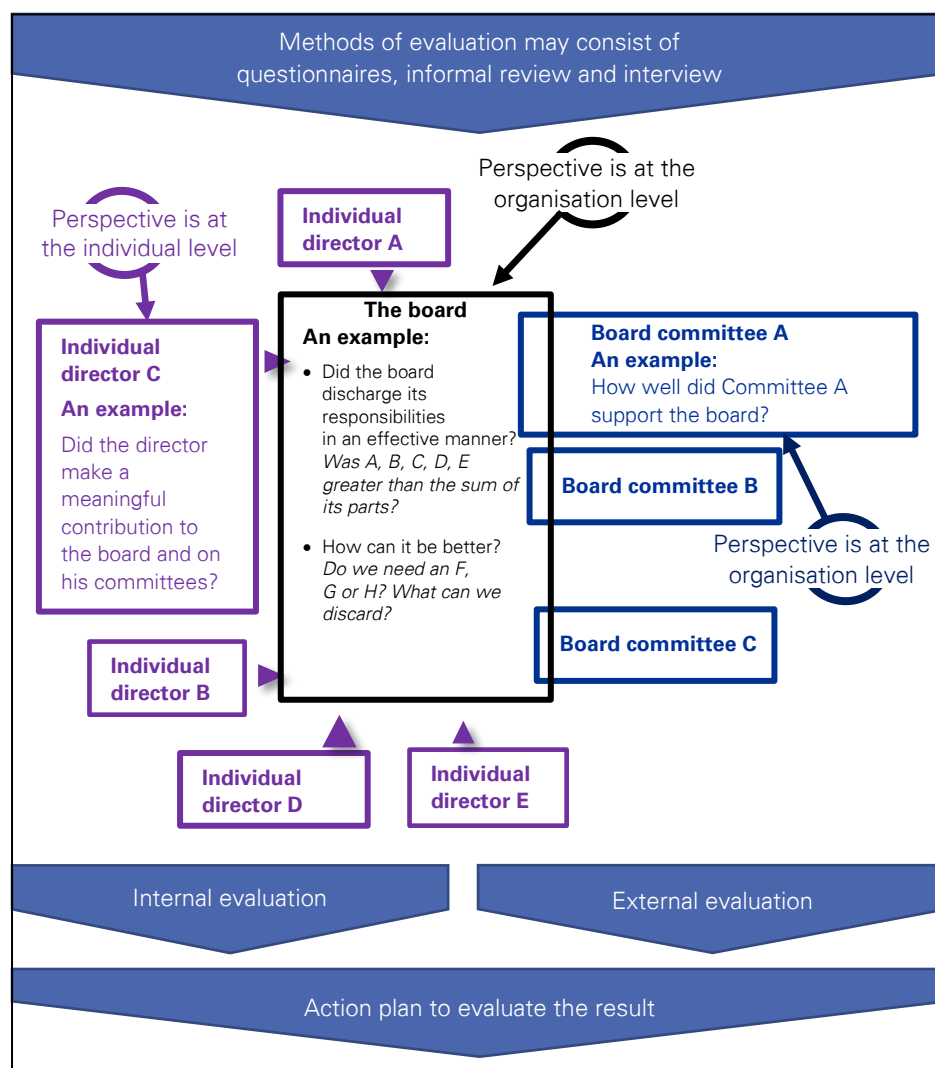 Methods of evaluation may consist of
questionnaires, informal review and interview
Perspective is at the
organisation level
Perspective is at
the individual level
Individual
director A
The board
An example:
• Did the board
discharge its
responsibilities
in an effective manner?
Was A, B, C, D, E
greater than the sum of
its parts?
• How can it be better?
Do we need an F,
G or H? What can we
discard?
Individual
director C
An example:
Did the director
make a
meaningful
contribution to
the board and on
his committees?
Board committee A
An example:
How well did Committee A
support the board?
Board committee B
Perspective is at the
organisation level
Board committee C
Individual
director B
Individual
director D
Individual
director E
Internal evaluation
External evaluation
Action plan to evaluate the result